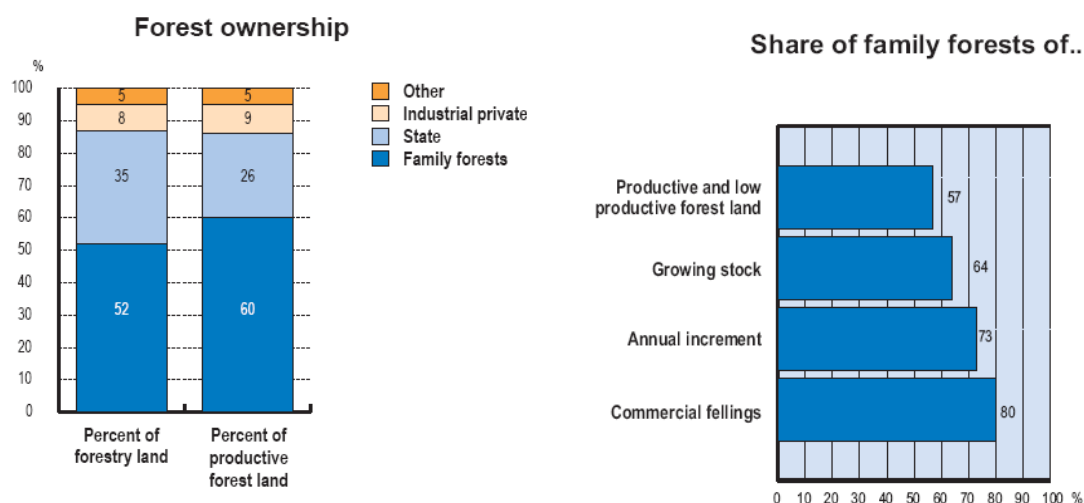 Forest ownership
%
100
90
80
70
60
50
40
30
20
10
0
5
8
35
52
5
9
26
60
Percent of
forestry land
Percent of
productive
forest land
Other
Industrial private
State
Family forests
Share of family forests of..
Productive and low
productive forest land
57
Growing stock
64
Annual increment
73
Commercial fellings
80
0 10 20 30 40 50 60 70 80 90 100 %